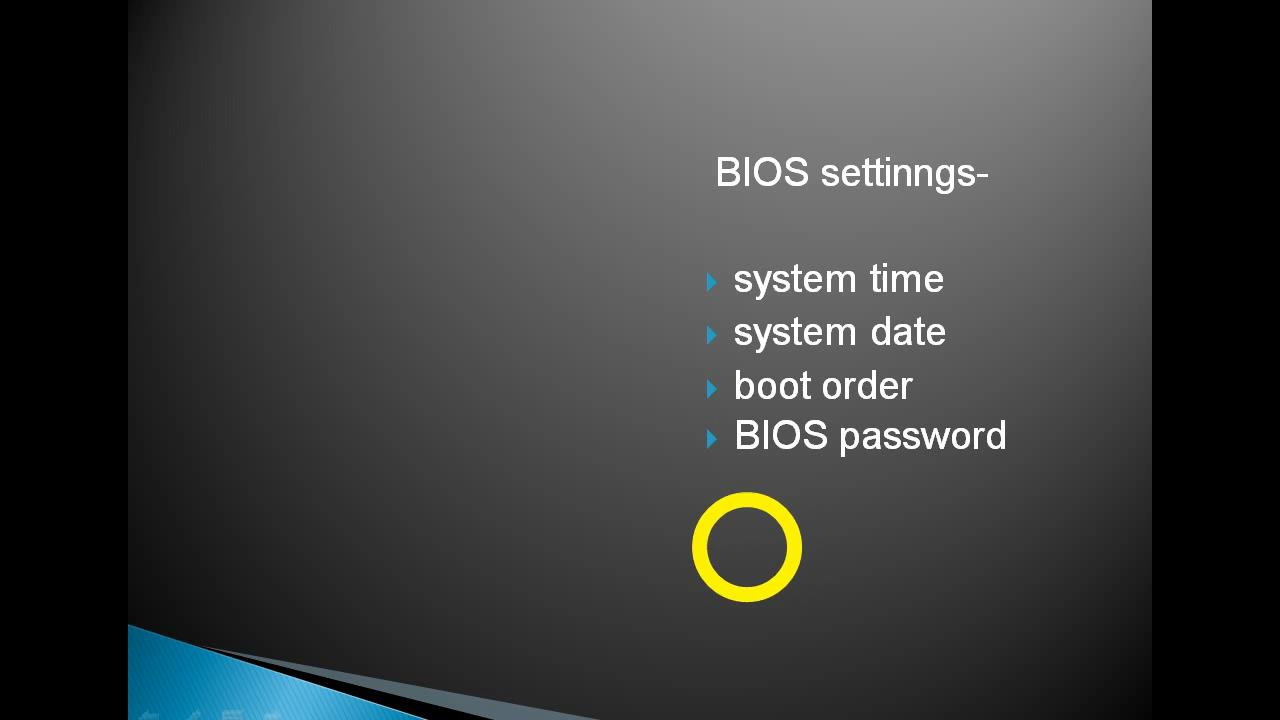 BIOS settinngs-
system time
system date
boot order
BIOS password